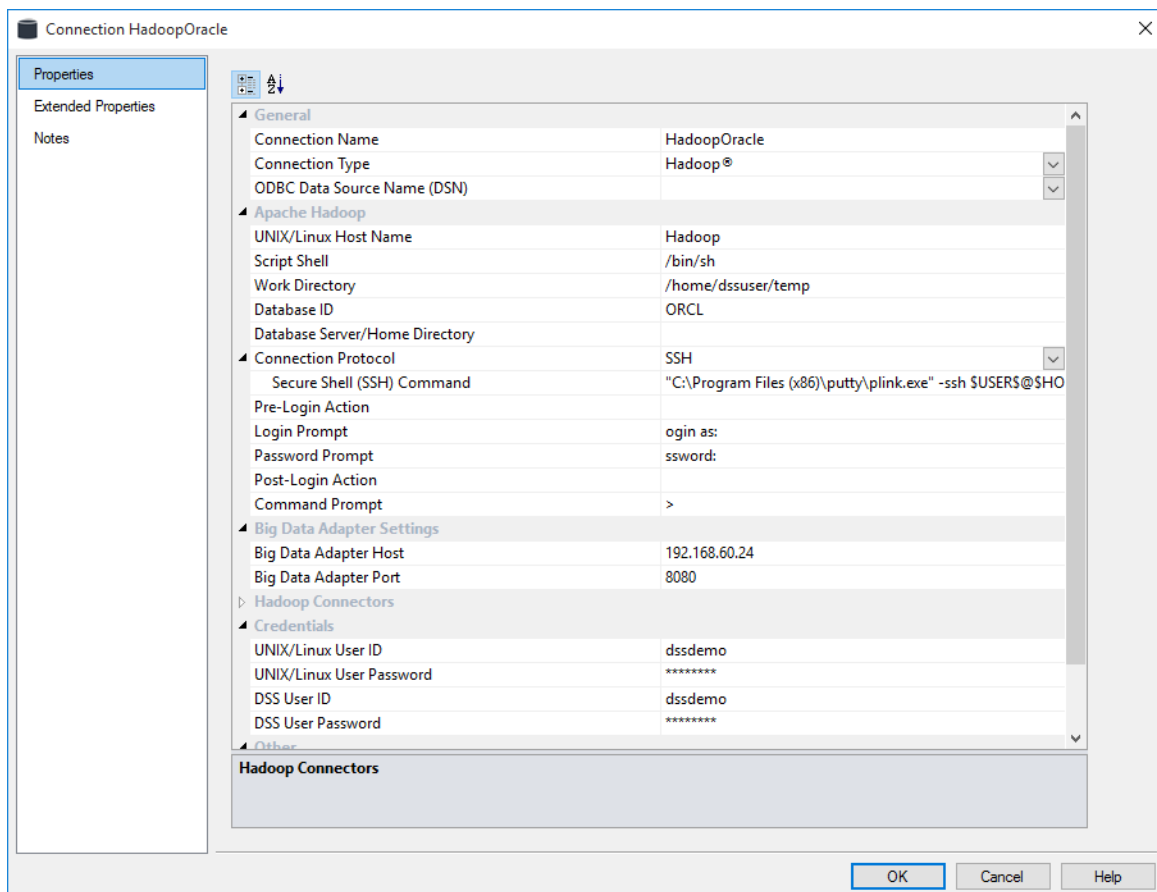 Connection HadoopOracle
Properties
Extended Properties
Notes
General
Connection Name HadoopOracle
Connection Type Hadoop®
ODBC Data Source Name (DSN)
Apache Hadoop
UNIX/Linux Host Name Hadoop
Script Shell /bin/sh
Work Directory /home/dssuser/temp
Database ID ORCL
Database Server/Home Directory
Connection Protocol SSH
Secure Shell (SSH) Command "C:\Program Files (x86)\putty\plink.exe" -ssh $USER$@$HO
Pre-Login Action
Login Prompt ogin as:
Password Prompt ssword:
Post-Login Action
Command Prompt >
Big Data Adapter Settings
Big Data Adapter Host 192.168.60.24
Big Data Adapter Port 8080
Hadoop Connectors
Credentials
UNIX/Linux User ID dssdemo
UNIX/Linux User Password ********
DSS User ID dssdemo
DSS User Password ********
Other
Hadoop Connectors
OK Cancel Help